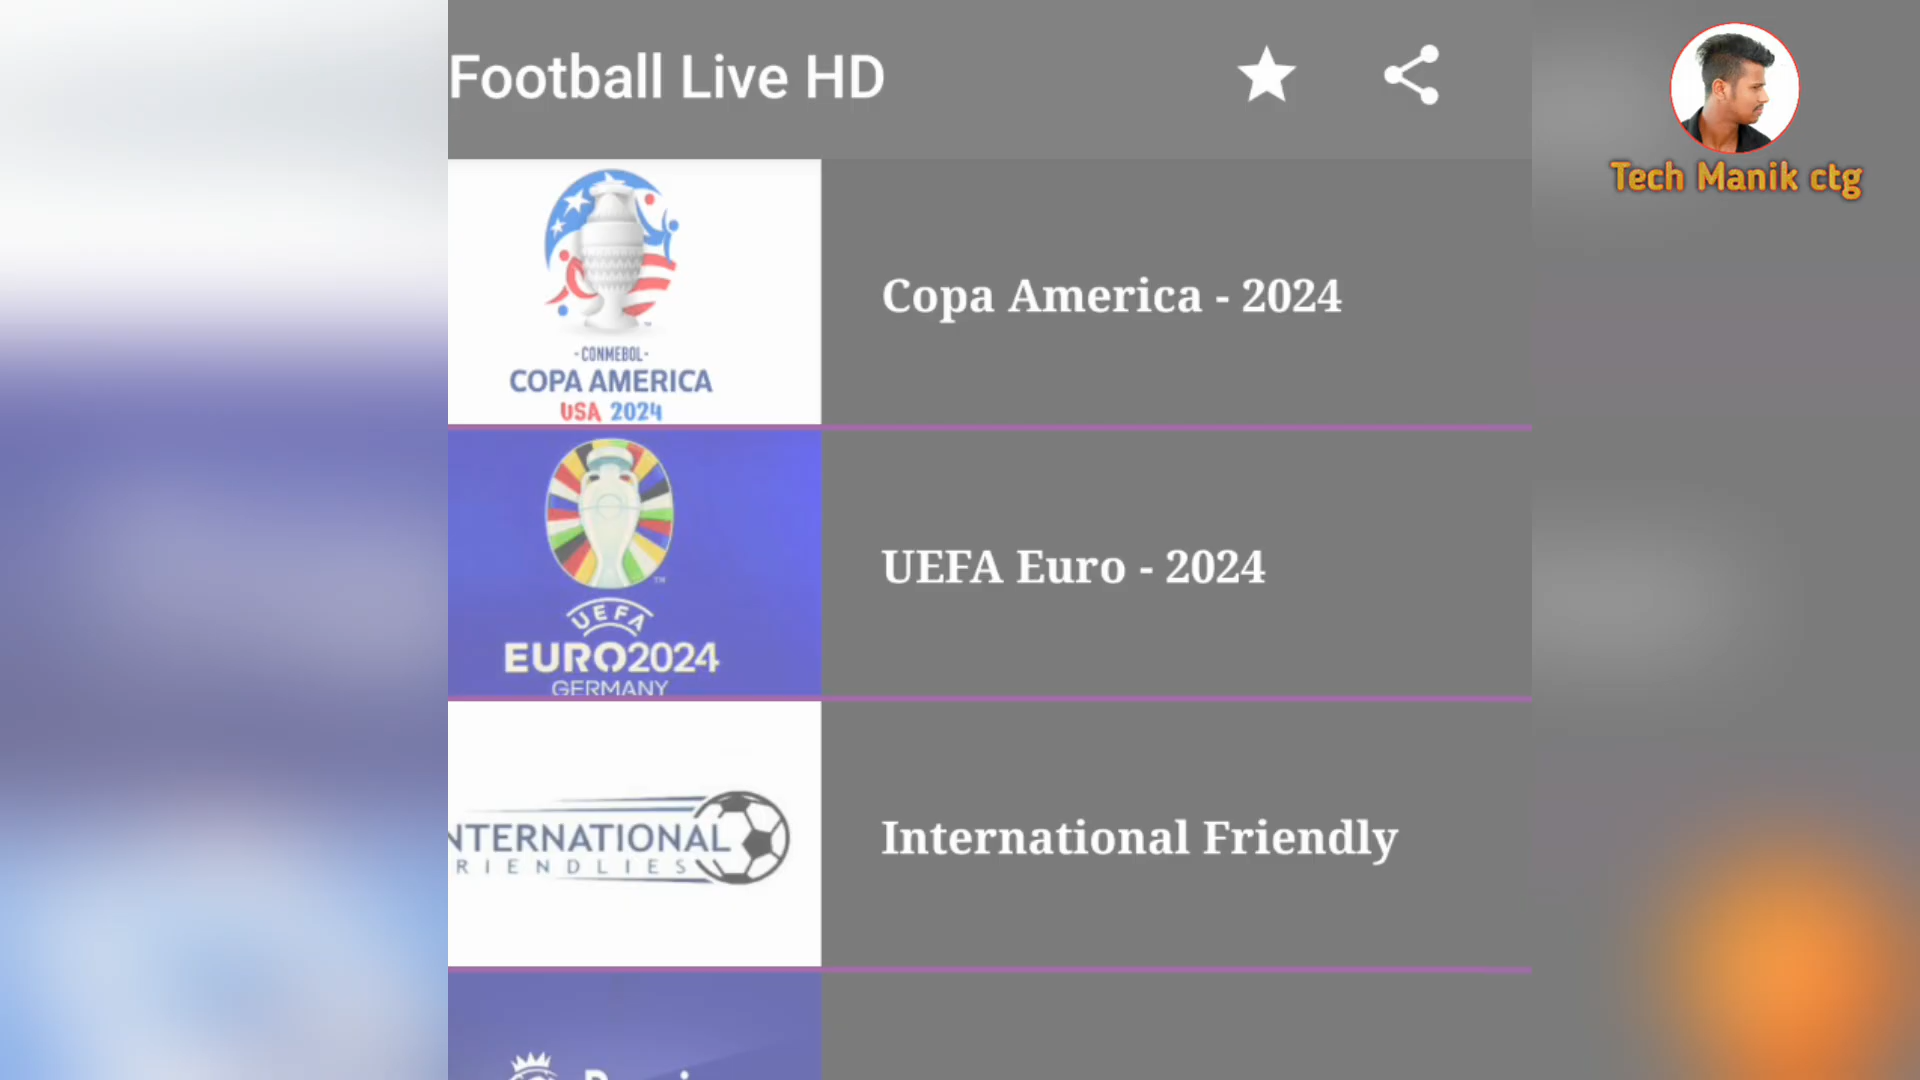 Football Live HD
Tech Manik ctg
-CONMEBOL-
COPA AMERICA
USA 2024
Copa America - 2024
UEFA
EURO2024
GERMANY
UEFA Euro - 2024
NTERNATIONAL
RIENDLIES
International Friendly